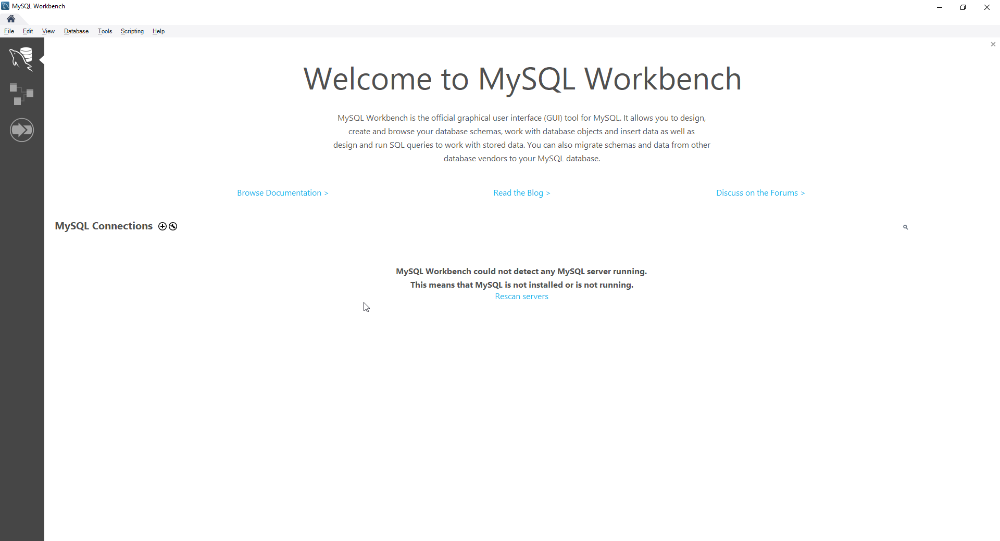 MySQL Workbench
File Edit View Database Tools Scripting Help
Welcome to MySQL Workbench
MySQL Workbench is the official graphical user interface (GUI) tool for MySQL. It allows you to design,
create and browse your database schemas, work with database objects and insert data as well as
design and run SQL queries to work with stored data. You can also migrate schemas and data from other
database vendors to your MySQL database.
Browse Documentation > Read the Blog > Discuss on the Forums >
MySQL Connections
MySQL Workbench could not detect any MySQL server running.
This means that MySQL is not installed or is not running.
Rescan servers